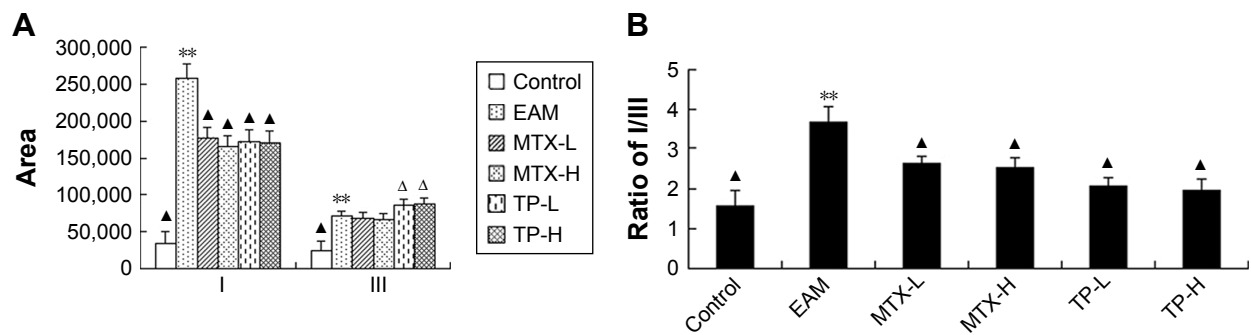 A
Area
300,000
250,000
200,000
150,000
100,000
50,000
0
**
▲
▲
▲
▲
▲
**
▲
Δ
Δ
I
III
Control
EAM
MTX-L
MTX-H
TP-L
TP-H
B
Ratio of I/III
5
4
3
2
1
0
▲
**
▲
▲
▲
▲
Control
EAM
MTX-L
MTX-H
TP-L
TP-H